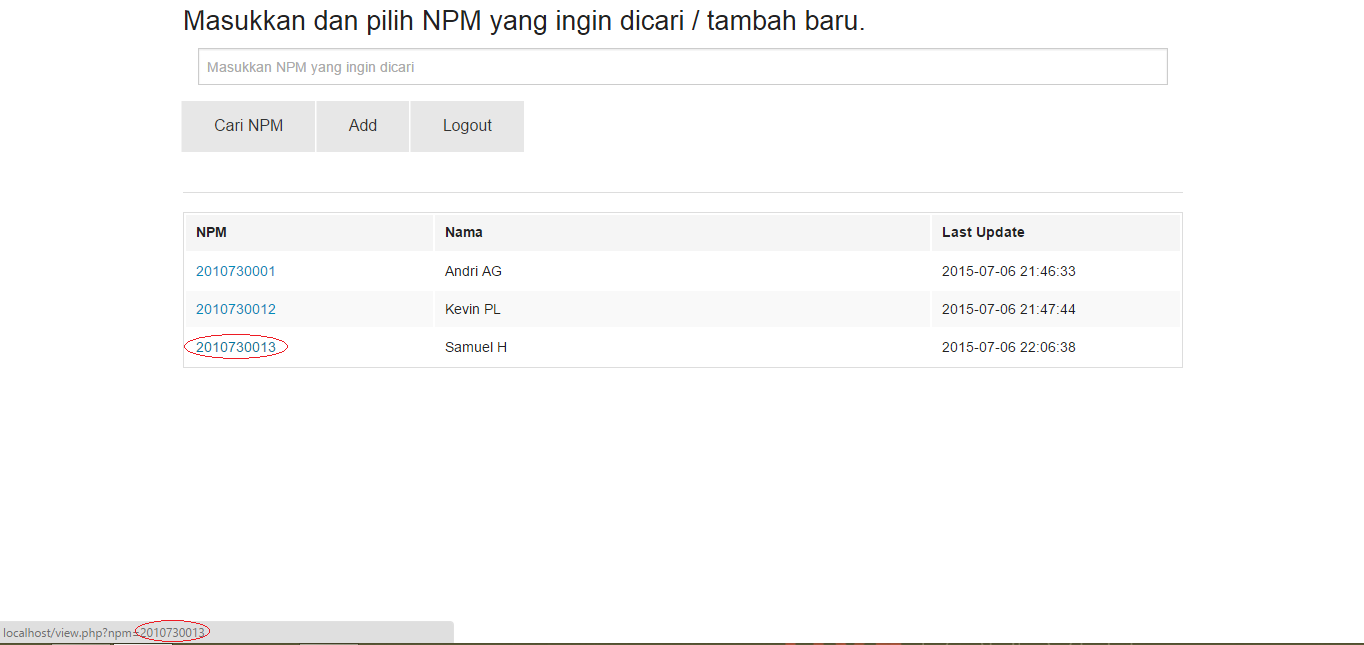 Masukkan dan pilih NPM yang ingin dicari / tambah baru.
Masukkan NPM yang ingin dicari
Cari NPM Add Logout
NPM Nama Last Update
2010730001 Andri AG 2015-07-06 21:46:33
2010730012 Kevin PL 2015-07-06 21:47:44
2010730013 Samuel H 2015-07-06 22:06:38
localhost/view.php?npm=2010730013